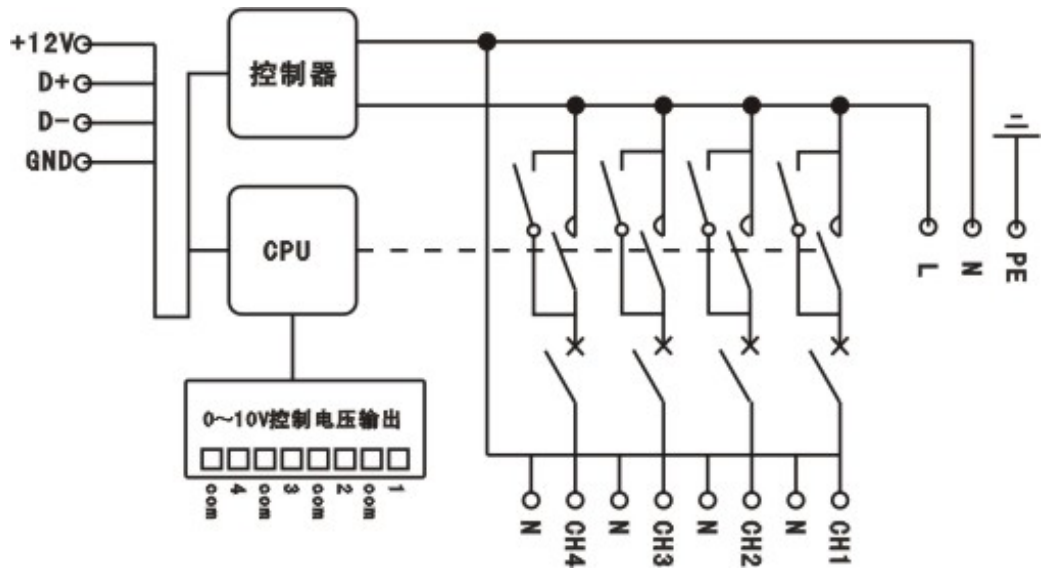 +12V
D+
D-
GND
控制器
CPU
L
N
PE
0～10V控制电压输出
com
4
com
3
com
2
com
1
N
CH4
N
CH3
N
CH2
N
CH1